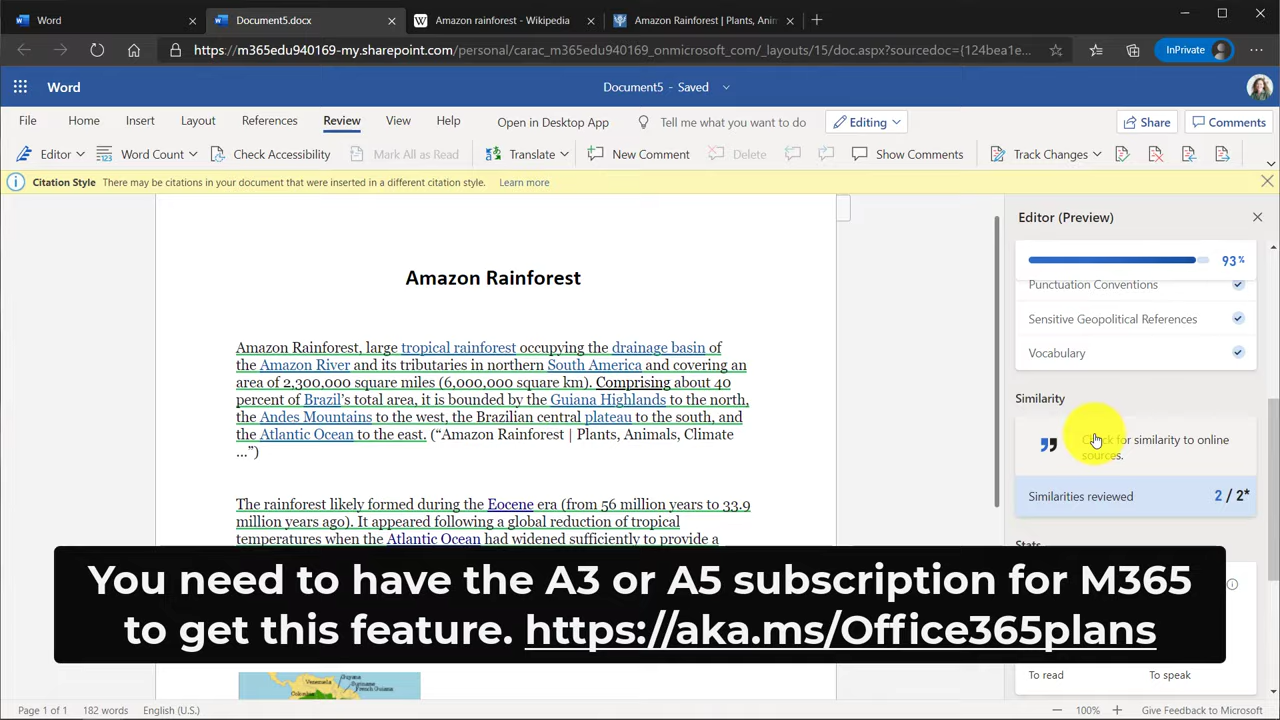 Word
Document5.docx
Amazon rainforest - Wikipedia
Amazon Rainforest | Plants, Anim
https://m365edu940169-my.sharepoint.com/personal/carac_m365edu940169_onmicrosoft_com/_layouts/15/doc.aspx?sourcedoc={124bea1e...
InPrivate
Word
Document5 - Saved
File Home Insert Layout References Review View Help Open in Desktop App Tell me what you want to do Editing Share Comments
Editor Word Count Check Accessibility Mark All as Read Translate New Comment Delete Show Comments Track Changes
Citation Style There may be citations in your document that were inserted in a different citation style. Learn more
Amazon Rainforest
Amazon Rainforest, large tropical rainforest occupying the drainage basin of
the Amazon River and its tributaries in northern South America and covering an
area of 2,300,000 square miles (6,000,000 square km). Comprising about 40
percent of Brazil’s total area, it is bounded by the Guiana Highlands to the north,
the Andes Mountains to the west, the Brazilian central plateau to the south, and
the Atlantic Ocean to the east. (“Amazon Rainforest | Plants, Animals, Climate
...”)
The rainforest likely formed during the Eocene era (from 56 million years to 33.9
million years ago). It appeared following a global reduction of tropical
temperatures when the Atlantic Ocean had widened sufficiently to provide a
Editor (Preview)
93%
Punctuation Conventions
Sensitive Geopolitical References
Vocabulary
Similarity
Check for similarity to online
sources.
Similarities reviewed 2 / 2*
You need to have the A3 or A5 subscription for M365
to get this feature. https://aka.ms/Office365plans
Venezuela
To read To speak
Page 1 of 1 182 words English (U.S.) 100% Give Feedback to Microsoft